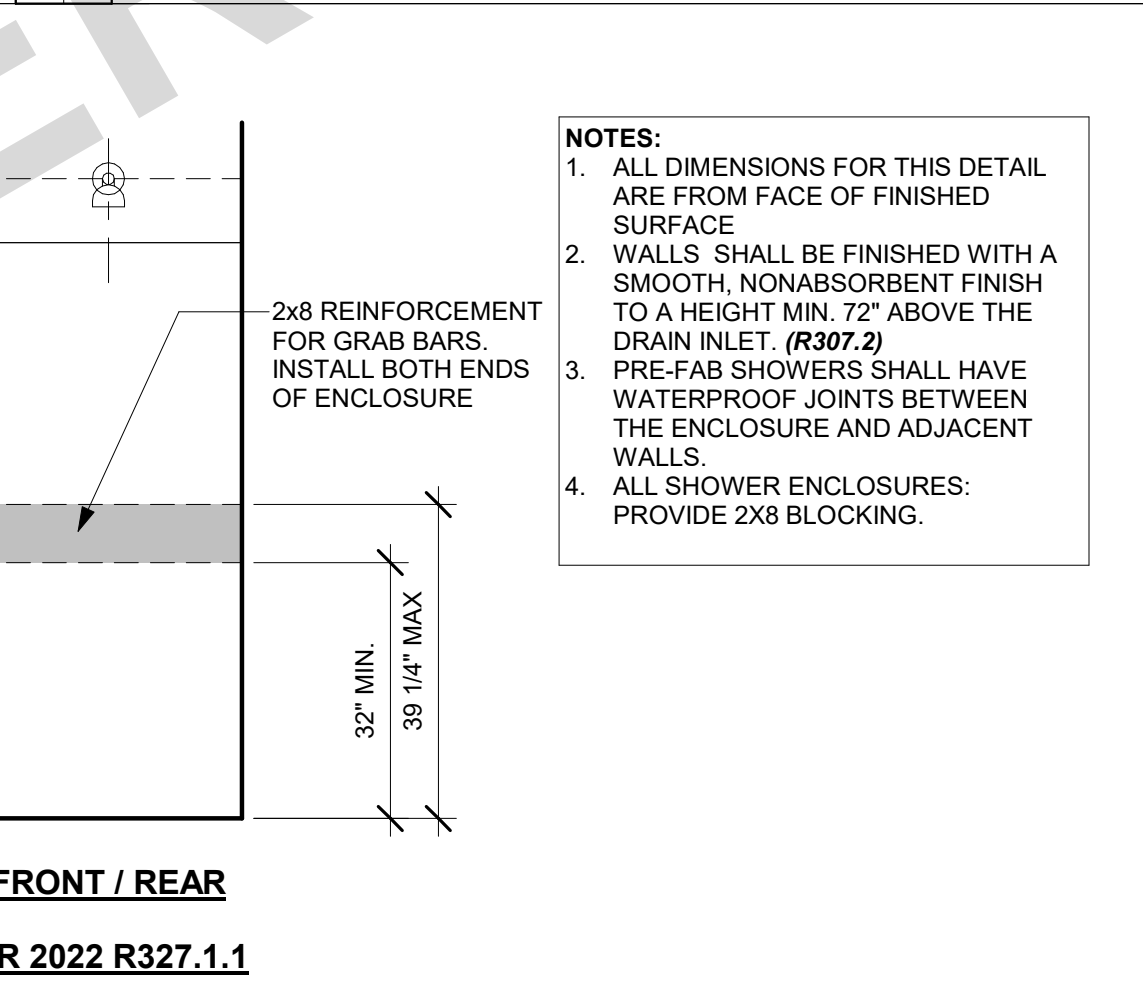 NOTES:
1. ALL DIMENSIONS FOR THIS DETAIL
ARE FROM FACE OF FINISHED
SURFACE
2. WALLS SHALL BE FINISHED WITH A
SMOOTH, NONABSORBENT FINISH
TO A HEIGHT MIN. 72" ABOVE THE
DRAIN INLET. (R307.2)
3. PRE-FAB SHOWERS SHALL HAVE
WATERPROOF JOINTS BETWEEN
THE ENCLOSURE AND ADJACENT
WALLS.
4. ALL SHOWER ENCLOSURES:
PROVIDE 2X8 BLOCKING.
2x8 REINFORCEMENT
FOR GRAB BARS.
INSTALL BOTH ENDS
OF ENCLOSURE
32" MIN.
39 1/4" MAX
FRONT / REAR
R 2022 R327.1.1
ER